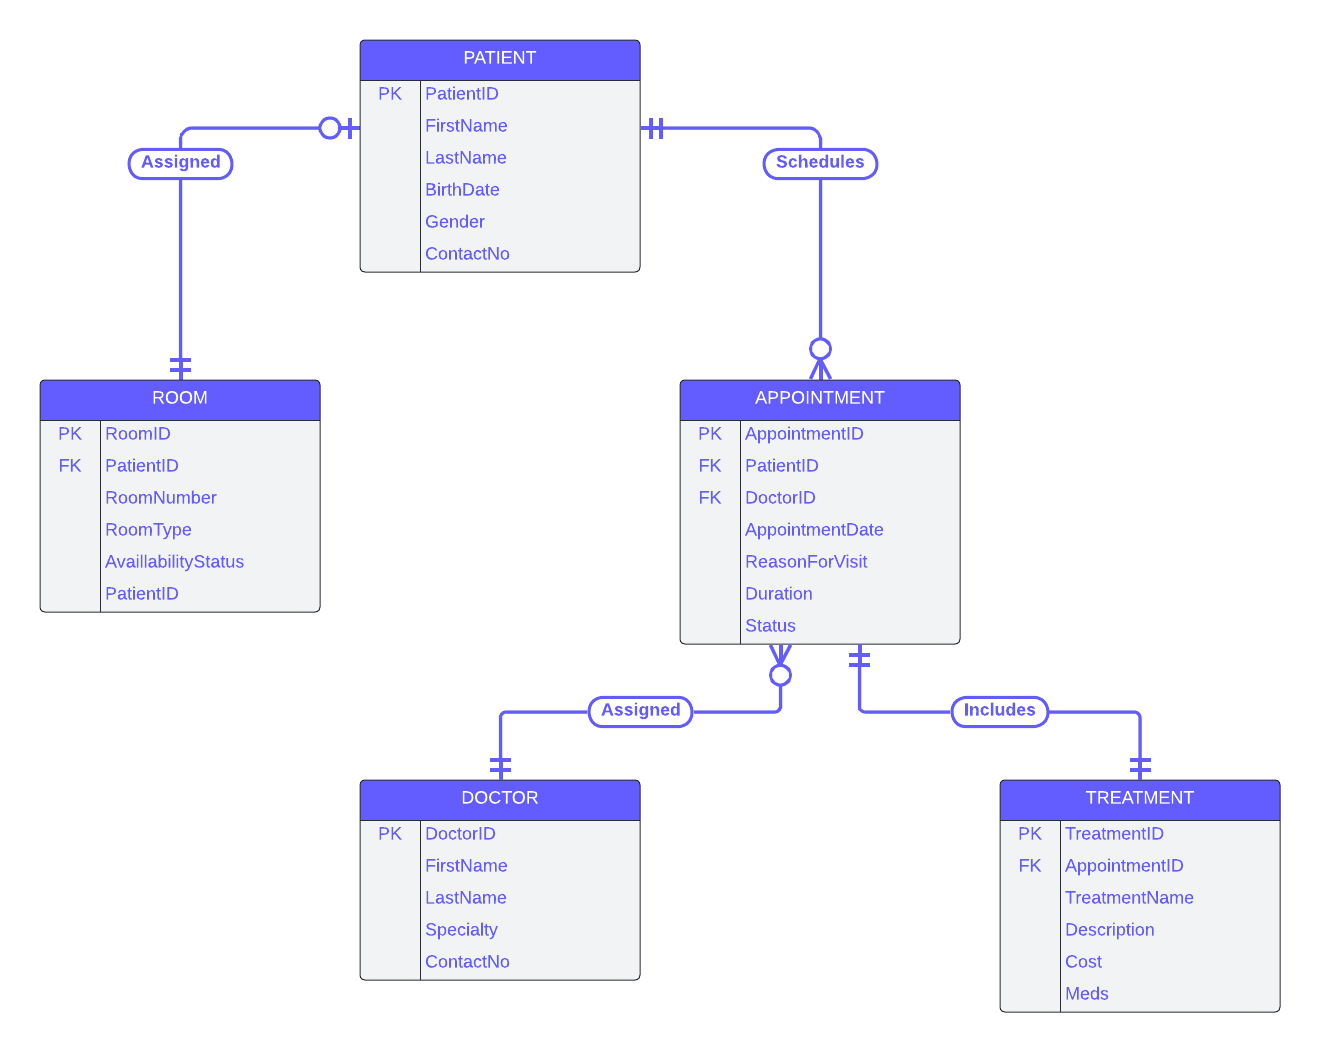 PATIENT
PK PatientID
FirstName
LastName
BirthDate
Gender
ContactNo
Assigned
Schedules
ROOM
PK RoomID
FK PatientID
RoomNumber
RoomType
AvaillabilityStatus
PatientID
APPOINTMENT
PK AppointmentID
FK PatientID
FK DoctorID
AppointmentDate
ReasonForVisit
Duration
Status
Assigned
Includes
DOCTOR
PK DoctorID
FirstName
LastName
Specialty
ContactNo
TREATMENT
PK TreatmentID
FK AppointmentID
TreatmentName
Description
Cost
Meds